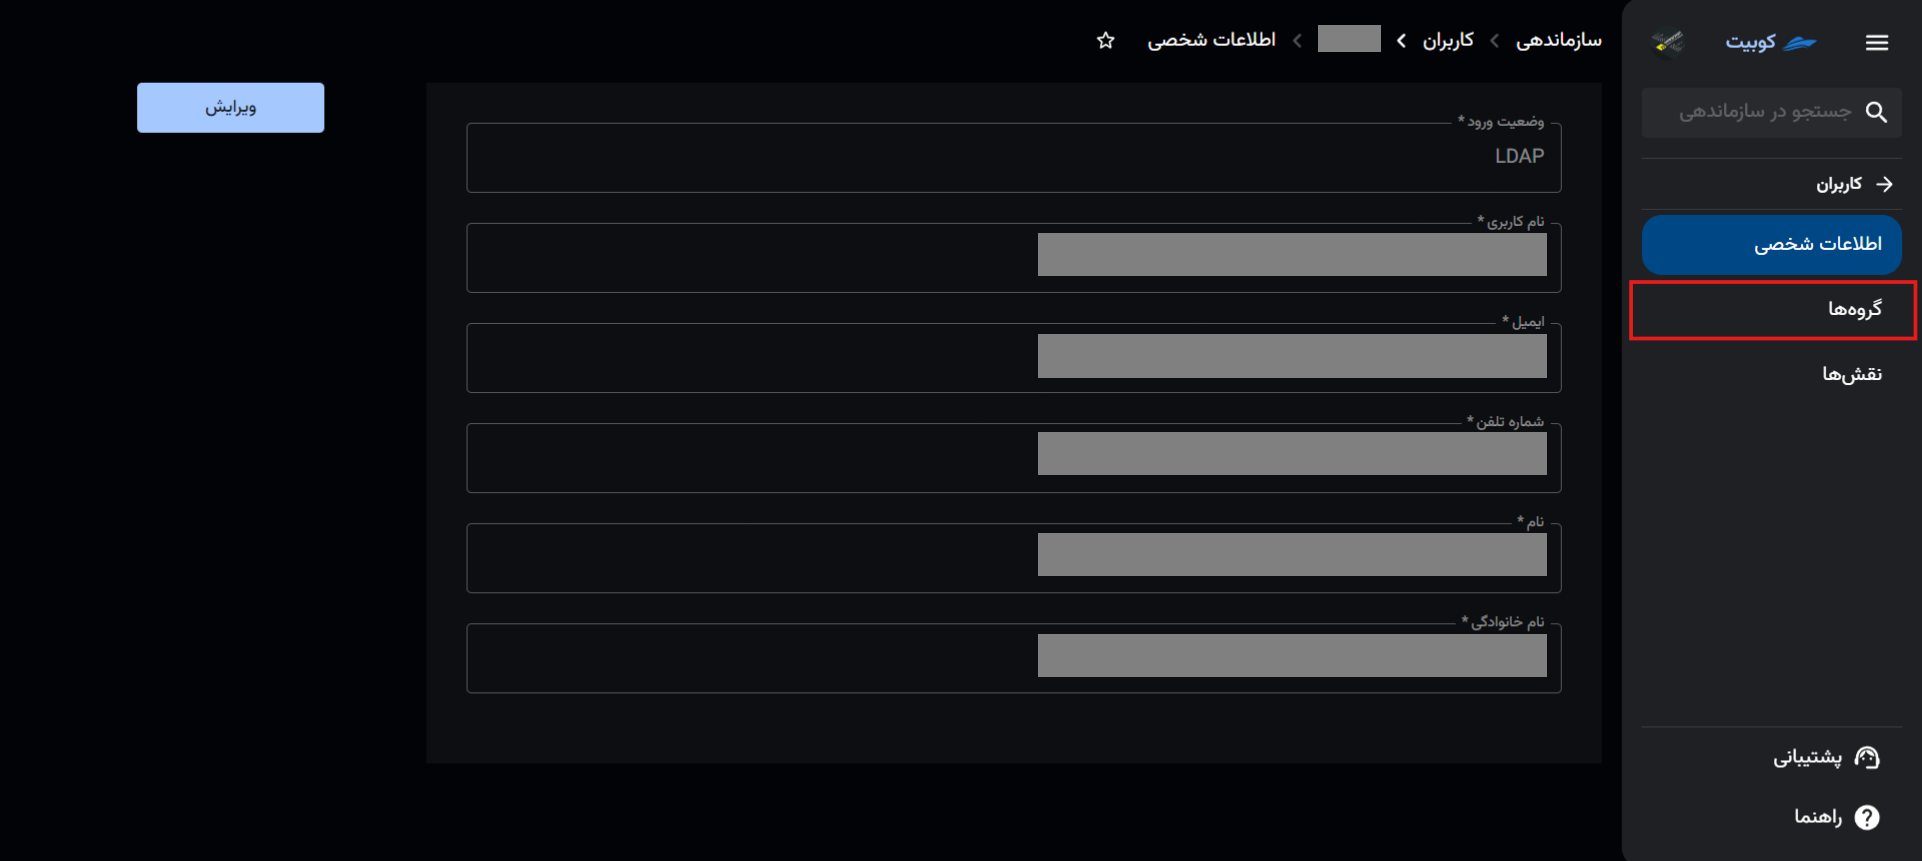 کوبیت
جستجو در سازماندهی
کاربران
اطلاعات شخصی
گروه‌ها
نقش‌ها
پشتیبانی
راهنما
سازماندهی
کاربران
اطلاعات شخصی
وضعیت ورود *
LDAP
نام کاربری *
ایمیل *
شماره تلفن *
نام *
نام خانوادگی *
ویرایش